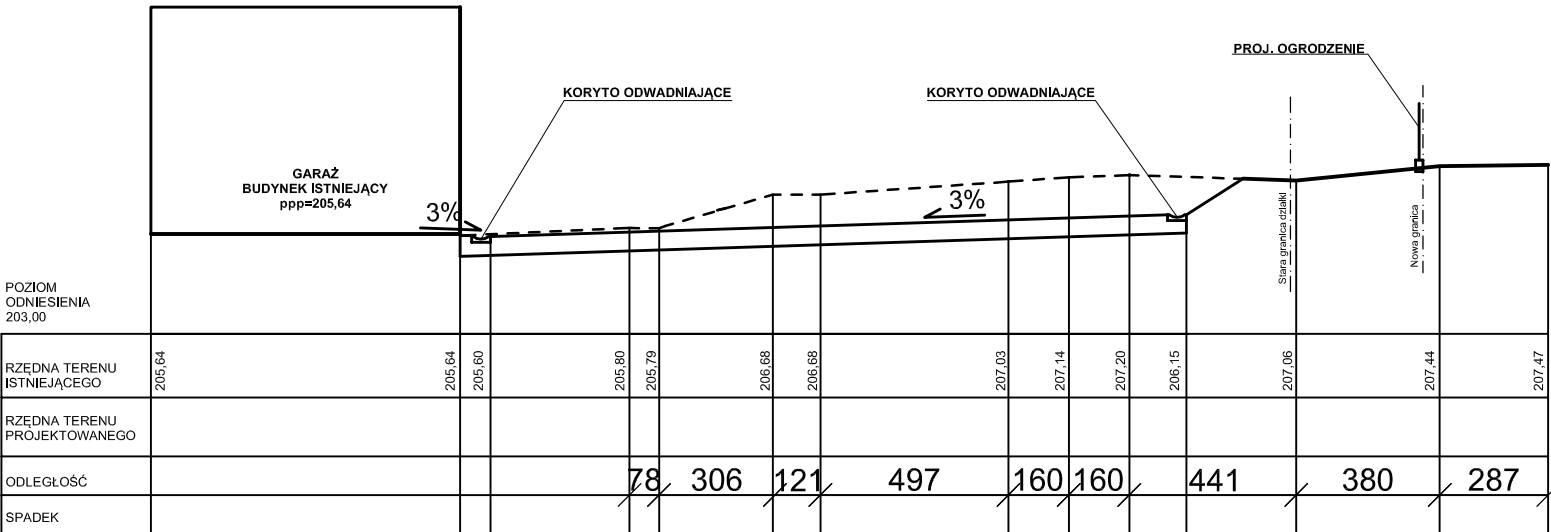 PROJ. OGRODZENIE
KORYTO ODWADNIAJĄCE
KORYTO ODWADNIAJĄCE
GARAŻ
BUDYNEK ISTNIEJĄCY
ppp=205,64
3%
3%
Stara granica działki
Nowa granica
POZIOM
ODNIESIENIA
203,00
RZĘDNA TERENU
ISTNIEJĄCEGO
205,64
205,64
205,60
205,80
205,79
206,68
206,68
207,03
207,14
207,20
206,15
207,06
207,44
207,47
RZĘDNA TERENU
PROJEKTOWANEGO
ODLEGŁOŚĆ
78
306
121
497
160
160
441
380
287
SPADEK